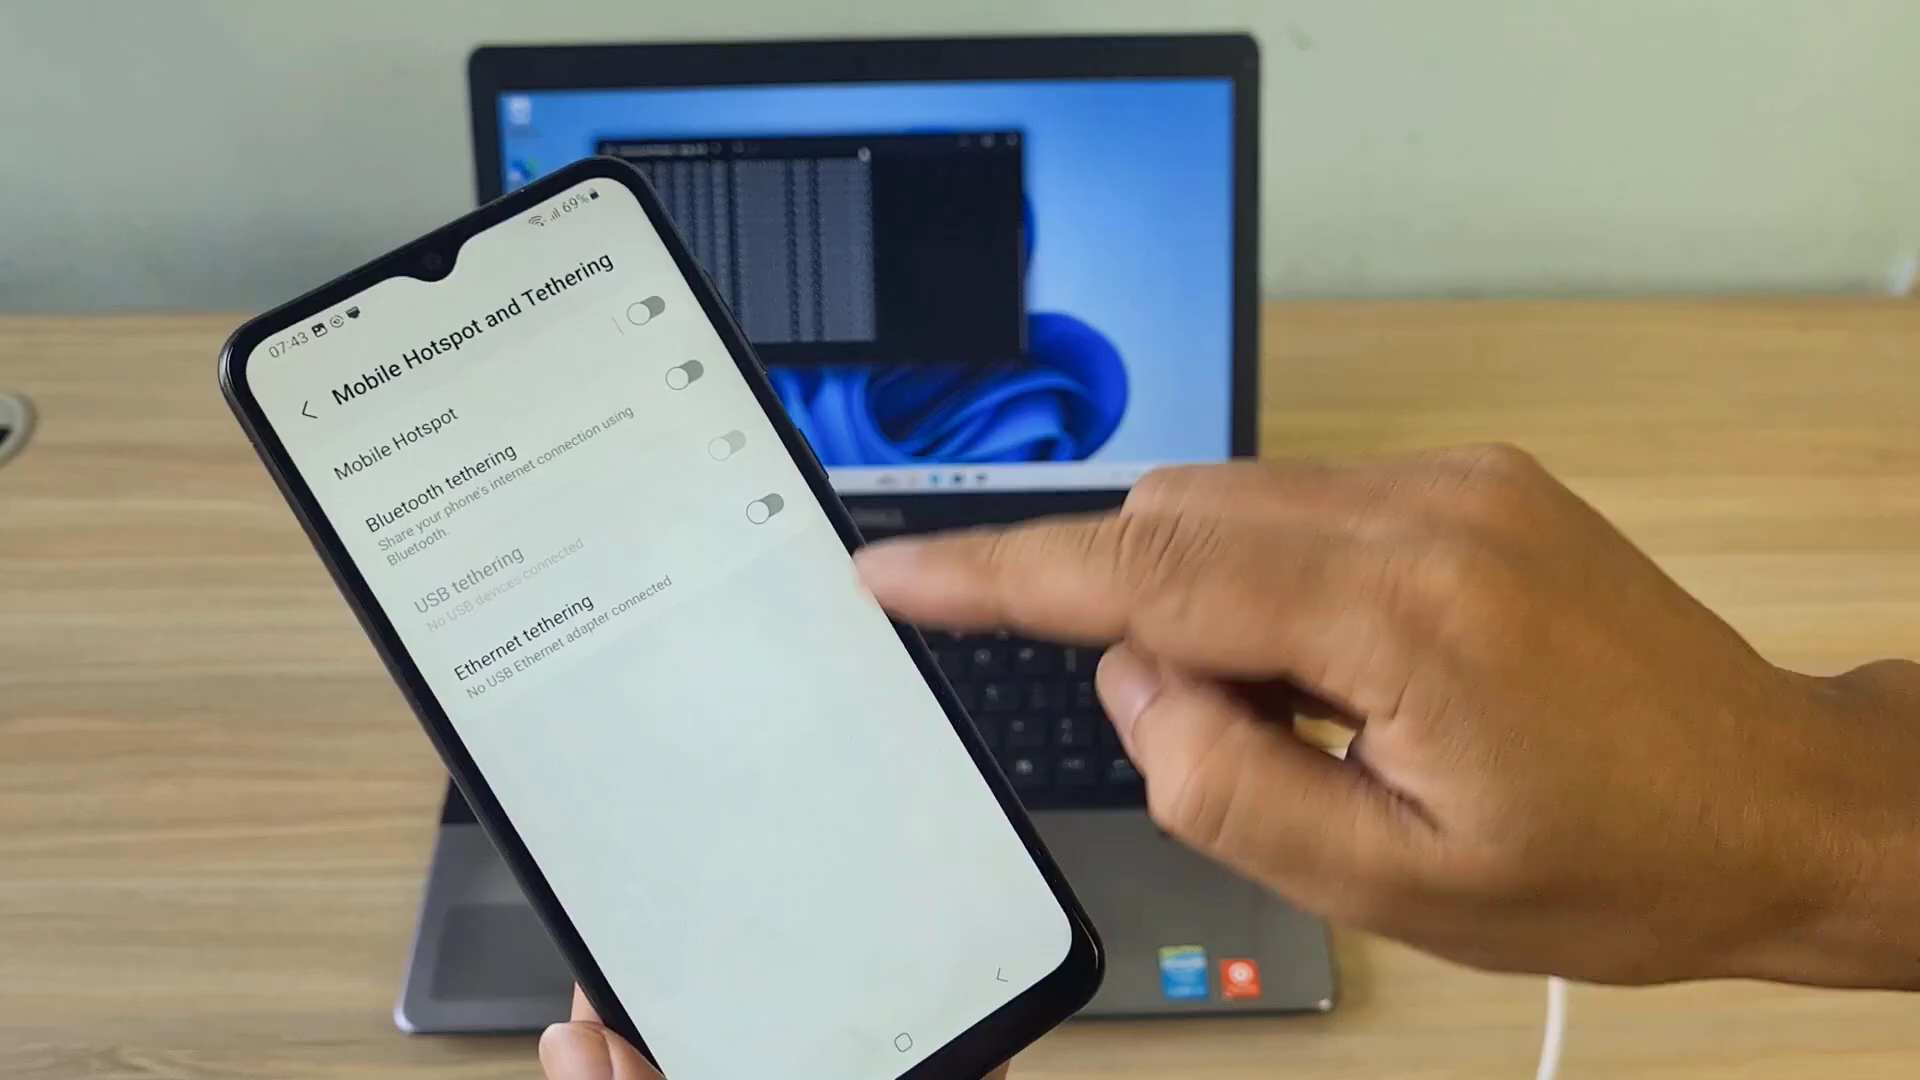 07:43
69%
Mobile Hotspot and Tethering
Mobile Hotspot
Bluetooth tethering
Share your phone's internet connection using
Bluetooth.
USB tethering
No USB devices connected
Ethernet tethering
No USB Ethernet adapter connected